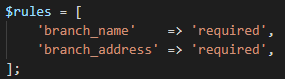 $rules = [
    'branch_name'    => 'required',
    'branch_address' => 'required',
];